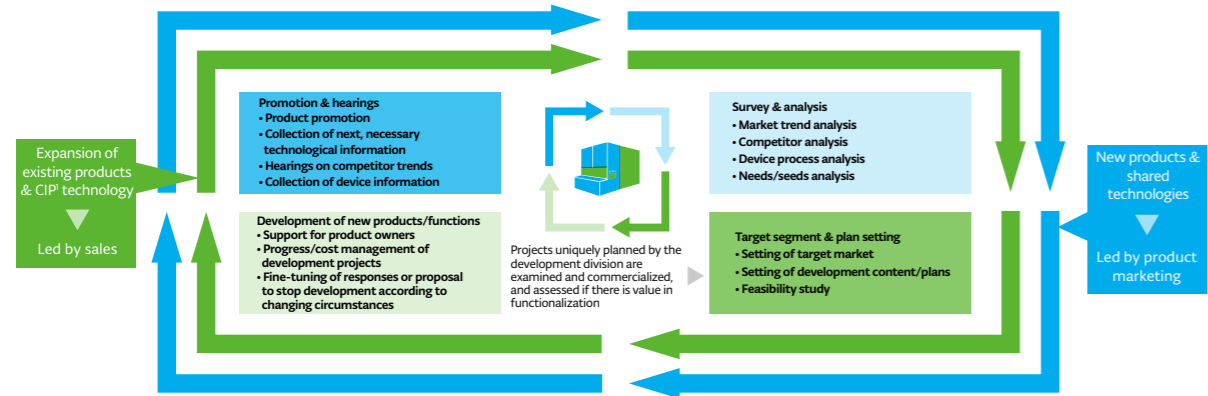 Expansion of
existing products
& CIP¹ technology
Led by sales
Promotion & hearings
• Product promotion
• Collection of next, necessary
technological information
• Hearings on competitor trends
• Collection of device information
Survey & analysis
• Market trend analysis
• Competitor analysis
• Device process analysis
• Needs/seeds analysis
Development of new products/functions
• Support for product owners
• Progress/cost management of
development projects
• Fine-tuning of responses or proposal
to stop development according to
changing circumstances
Projects uniquely planned by the
development division are
examined and commercialized,
and assessed if there is value in
functionalization
Target segment & plan setting
• Setting of target market
• Setting of development content/plans
• Feasibility study
New products &
shared
technologies
Led by product
marketing